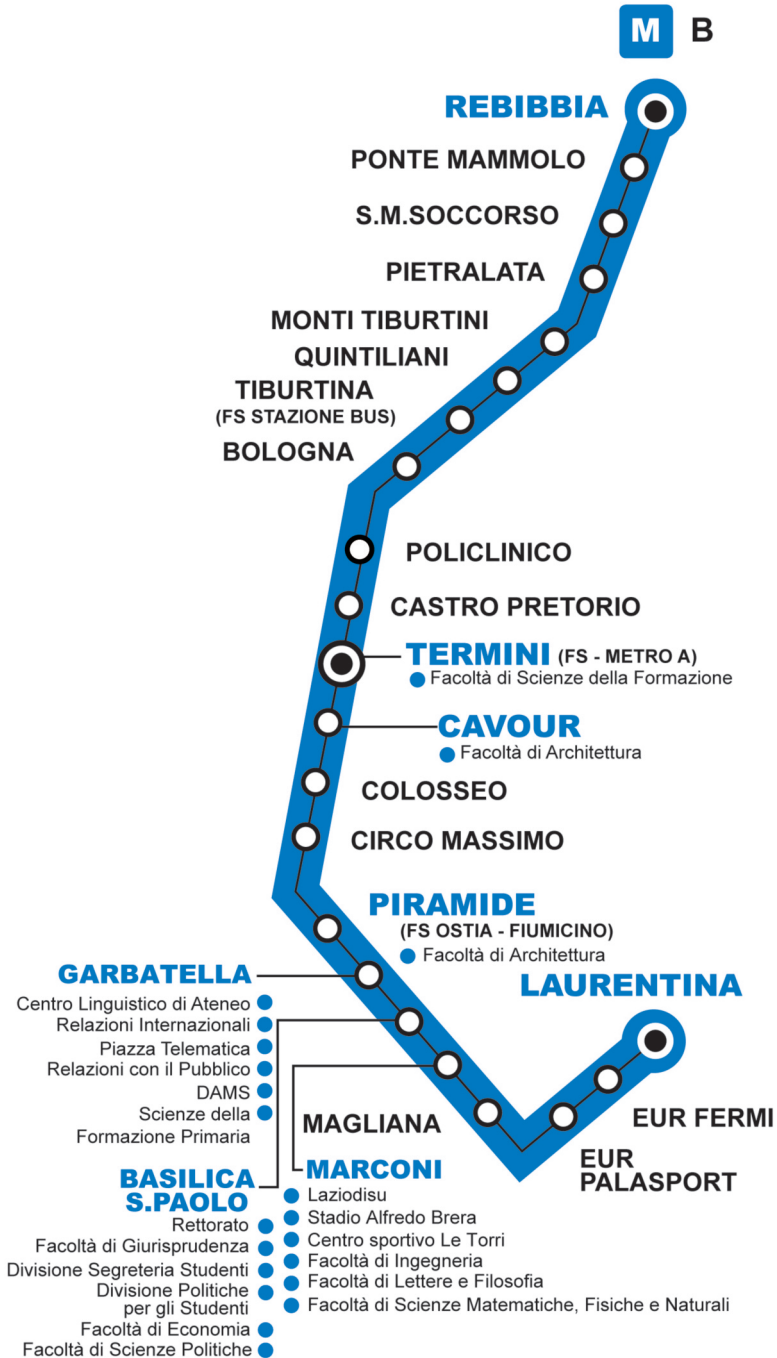 M B
REBIBBIA
PONTE MAMMOLO
S.M.SOCCORSO
PIETRALATA
MONTI TIBURTINI
QUINTILIANI
TIBURTINA
(FS STAZIONE BUS)
BOLOGNA
POLICLINICO
CASTRO PRETORIO
TERMINI (FS - METRO A)
Facoltà di Scienze della Formazione
CAVOUR
Facoltà di Architettura
COLOSSEO
CIRCO MASSIMO
PIRAMIDE
(FS OSTIA - FIUMICINO)
Facoltà di Architettura
GARBATELLA
Centro Linguistico di Ateneo
Relazioni Internazionali
Piazza Telematica
Relazioni con il Pubblico
DAMS
Scienze della
Formazione Primaria
LAURENTINA
EUR FERMI
EUR
PALASPORT
MAGLIANA
BASILICA
S.PAOLO
Rettorato
Facoltà di Giurisprudenza
Divisione Segreteria Studenti
Divisione Politiche
per gli Studenti
Facoltà di Economia
Facoltà di Scienze Politiche
MARCONI
Laziodisu
Stadio Alfredo Brera
Centro sportivo Le Torri
Facoltà di Ingegneria
Facoltà di Lettere e Filosofia
Facoltà di Scienze Matematiche, Fisiche e Naturali